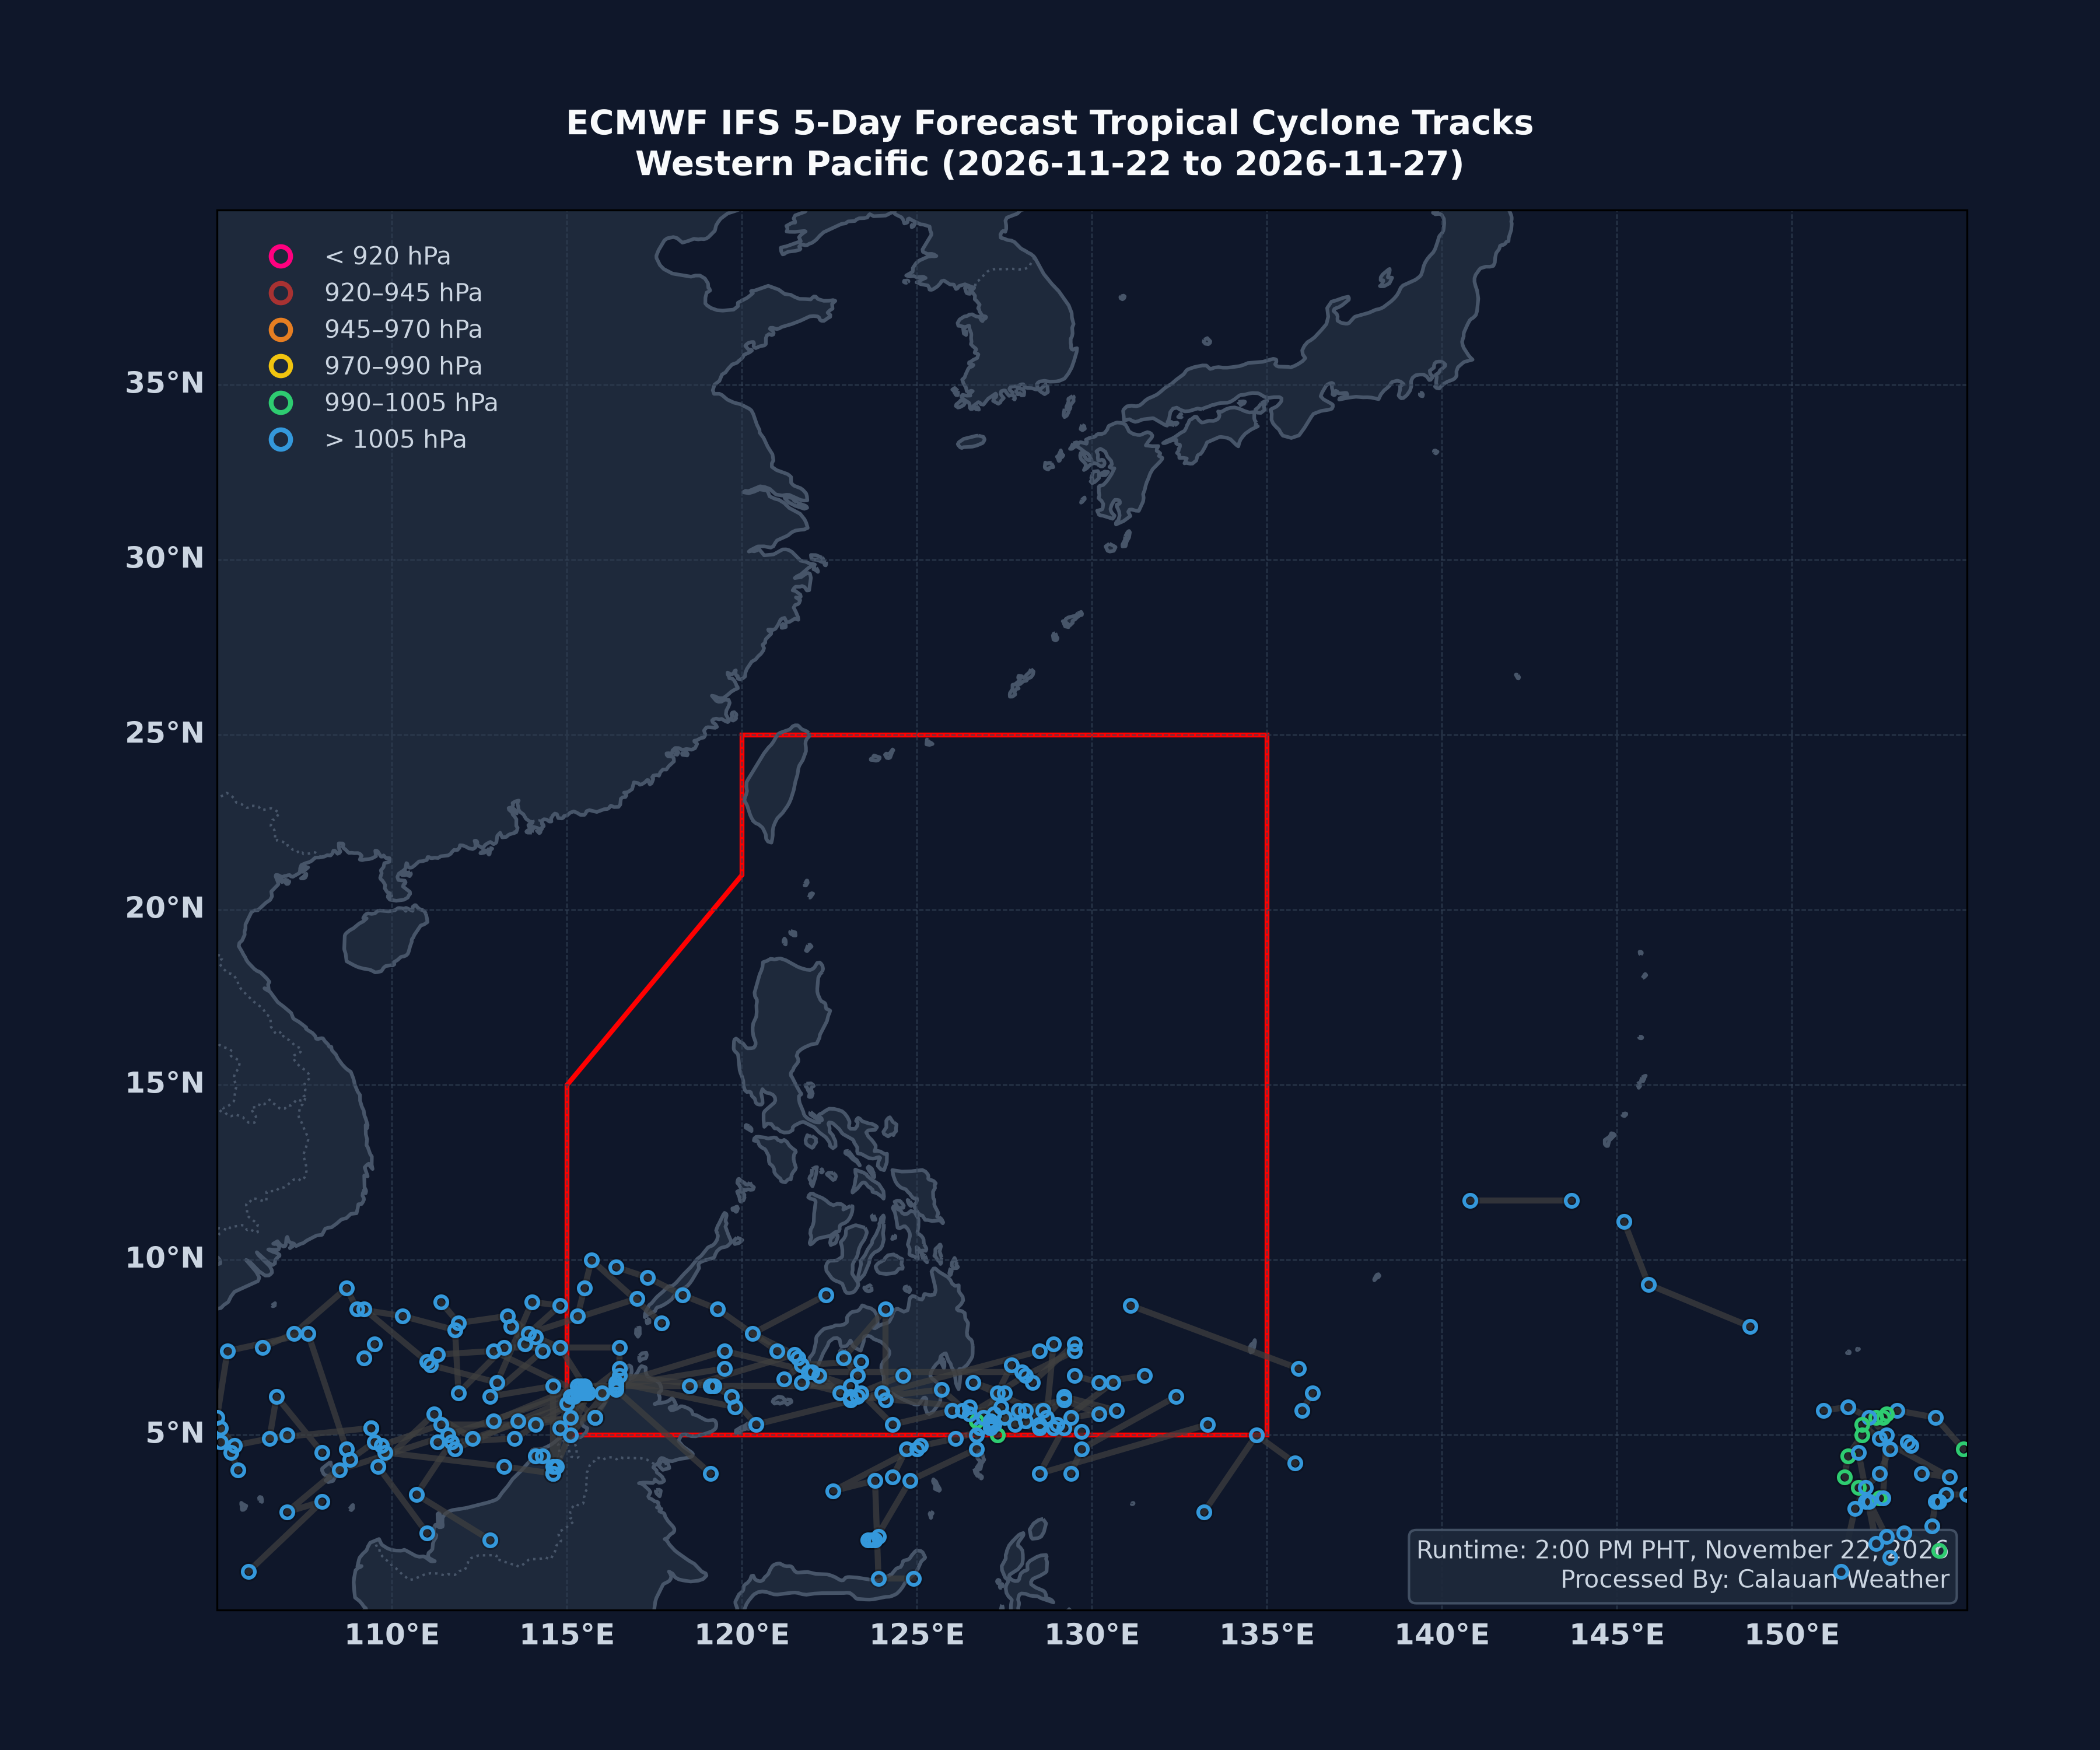 ECMWF IFS 5-Day Forecast Tropical Cyclone Tracks
Western Pacific (2026-11-22 to 2026-11-27)
< 920 hPa
920–945 hPa
945–970 hPa
970–990 hPa
990–1005 hPa
> 1005 hPa
35°N
30°N
25°N
20°N
15°N
10°N
5°N
Runtime: 2:00 PM PHT, November 22, 2026
Processed By: Calauan Weather
110°E
115°E
120°E
125°E
130°E
135°E
140°E
145°E
150°E